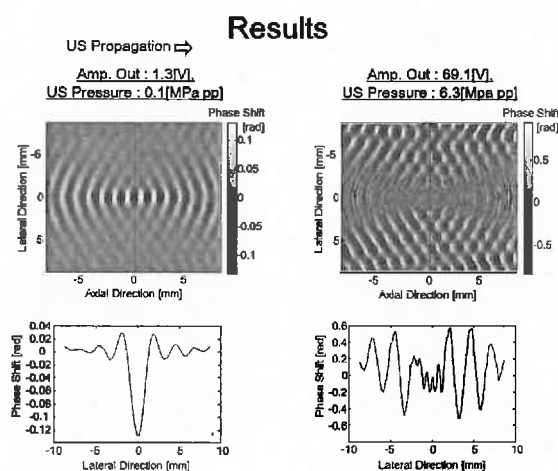 Results
US Propagation ⇨
Amp. Out : 1.3[V],
US Pressure : 0.1[MPa pp]
Phase Shift
[rad]
0.1
0.05
0
-0.05
-0.1
Lateral Direction [mm]
-5
0
5
-5
0
5
Axial Direction [mm]
Amp. Out : 69.1[V],
US Pressure : 6.3[Mpa pp]
Phase Shift
[rad]
0.5
0
-0.5
Lateral Direction [mm]
-5
0
5
-5
0
5
Axial Direction [mm]
Phase Shift [rad]
0.04
0.02
0
-0.02
-0.04
-0.06
-0.08
-0.1
-0.12
-10
-5
0
5
10
Lateral Direction [mm]
Phase Shift [rad]
0.6
0.4
0.2
0
-0.2
-0.4
-0.6
-10
-5
0
5
10
Lateral Direction [mm]